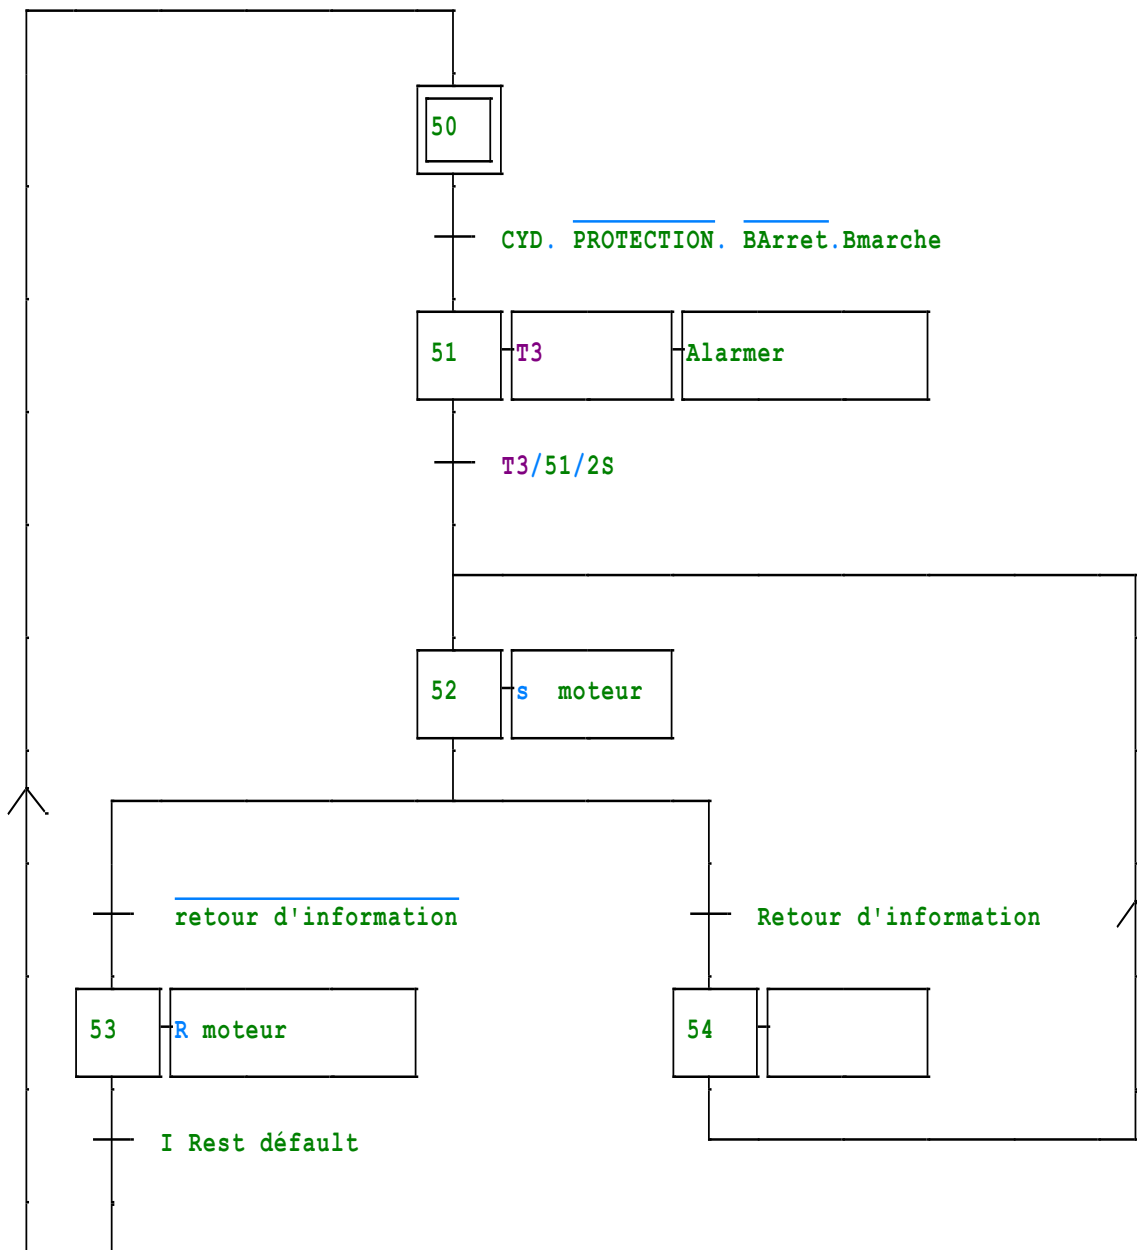 50
CYD. PROTECTION. BArret.Bmarche
51 T3 Alarmer
T3/51/2S
52 s moteur
retour d'information Retour d'information
53 R moteur 54
I Rest défault